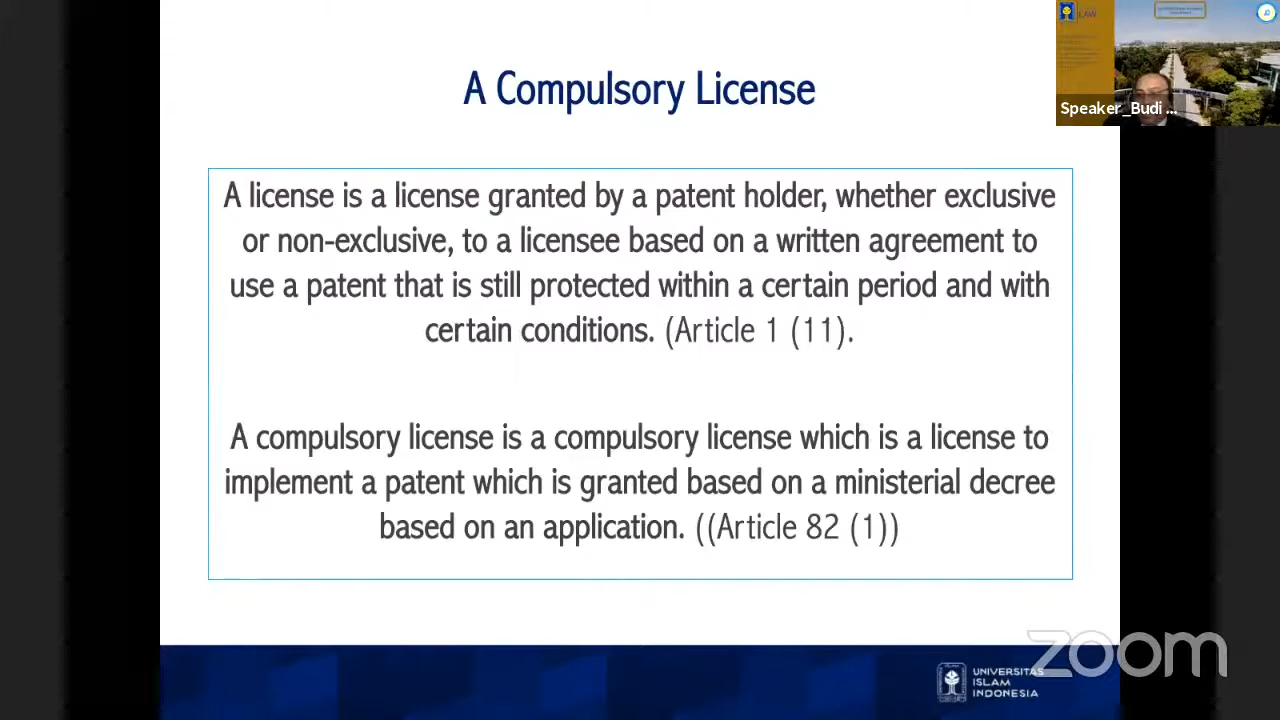 A Compulsory License
LAW
Speaker_Budi ...
A license is a license granted by a patent holder, whether exclusive
or non-exclusive, to a licensee based on a written agreement to
use a patent that is still protected within a certain period and with
certain conditions. (Article 1 (11).
A compulsory license is a compulsory license which is a license to
implement a patent which is granted based on a ministerial decree
based on an application. ((Article 82 (1))
zoom
UNIVERSITAS
ISLAM
INDONESIA